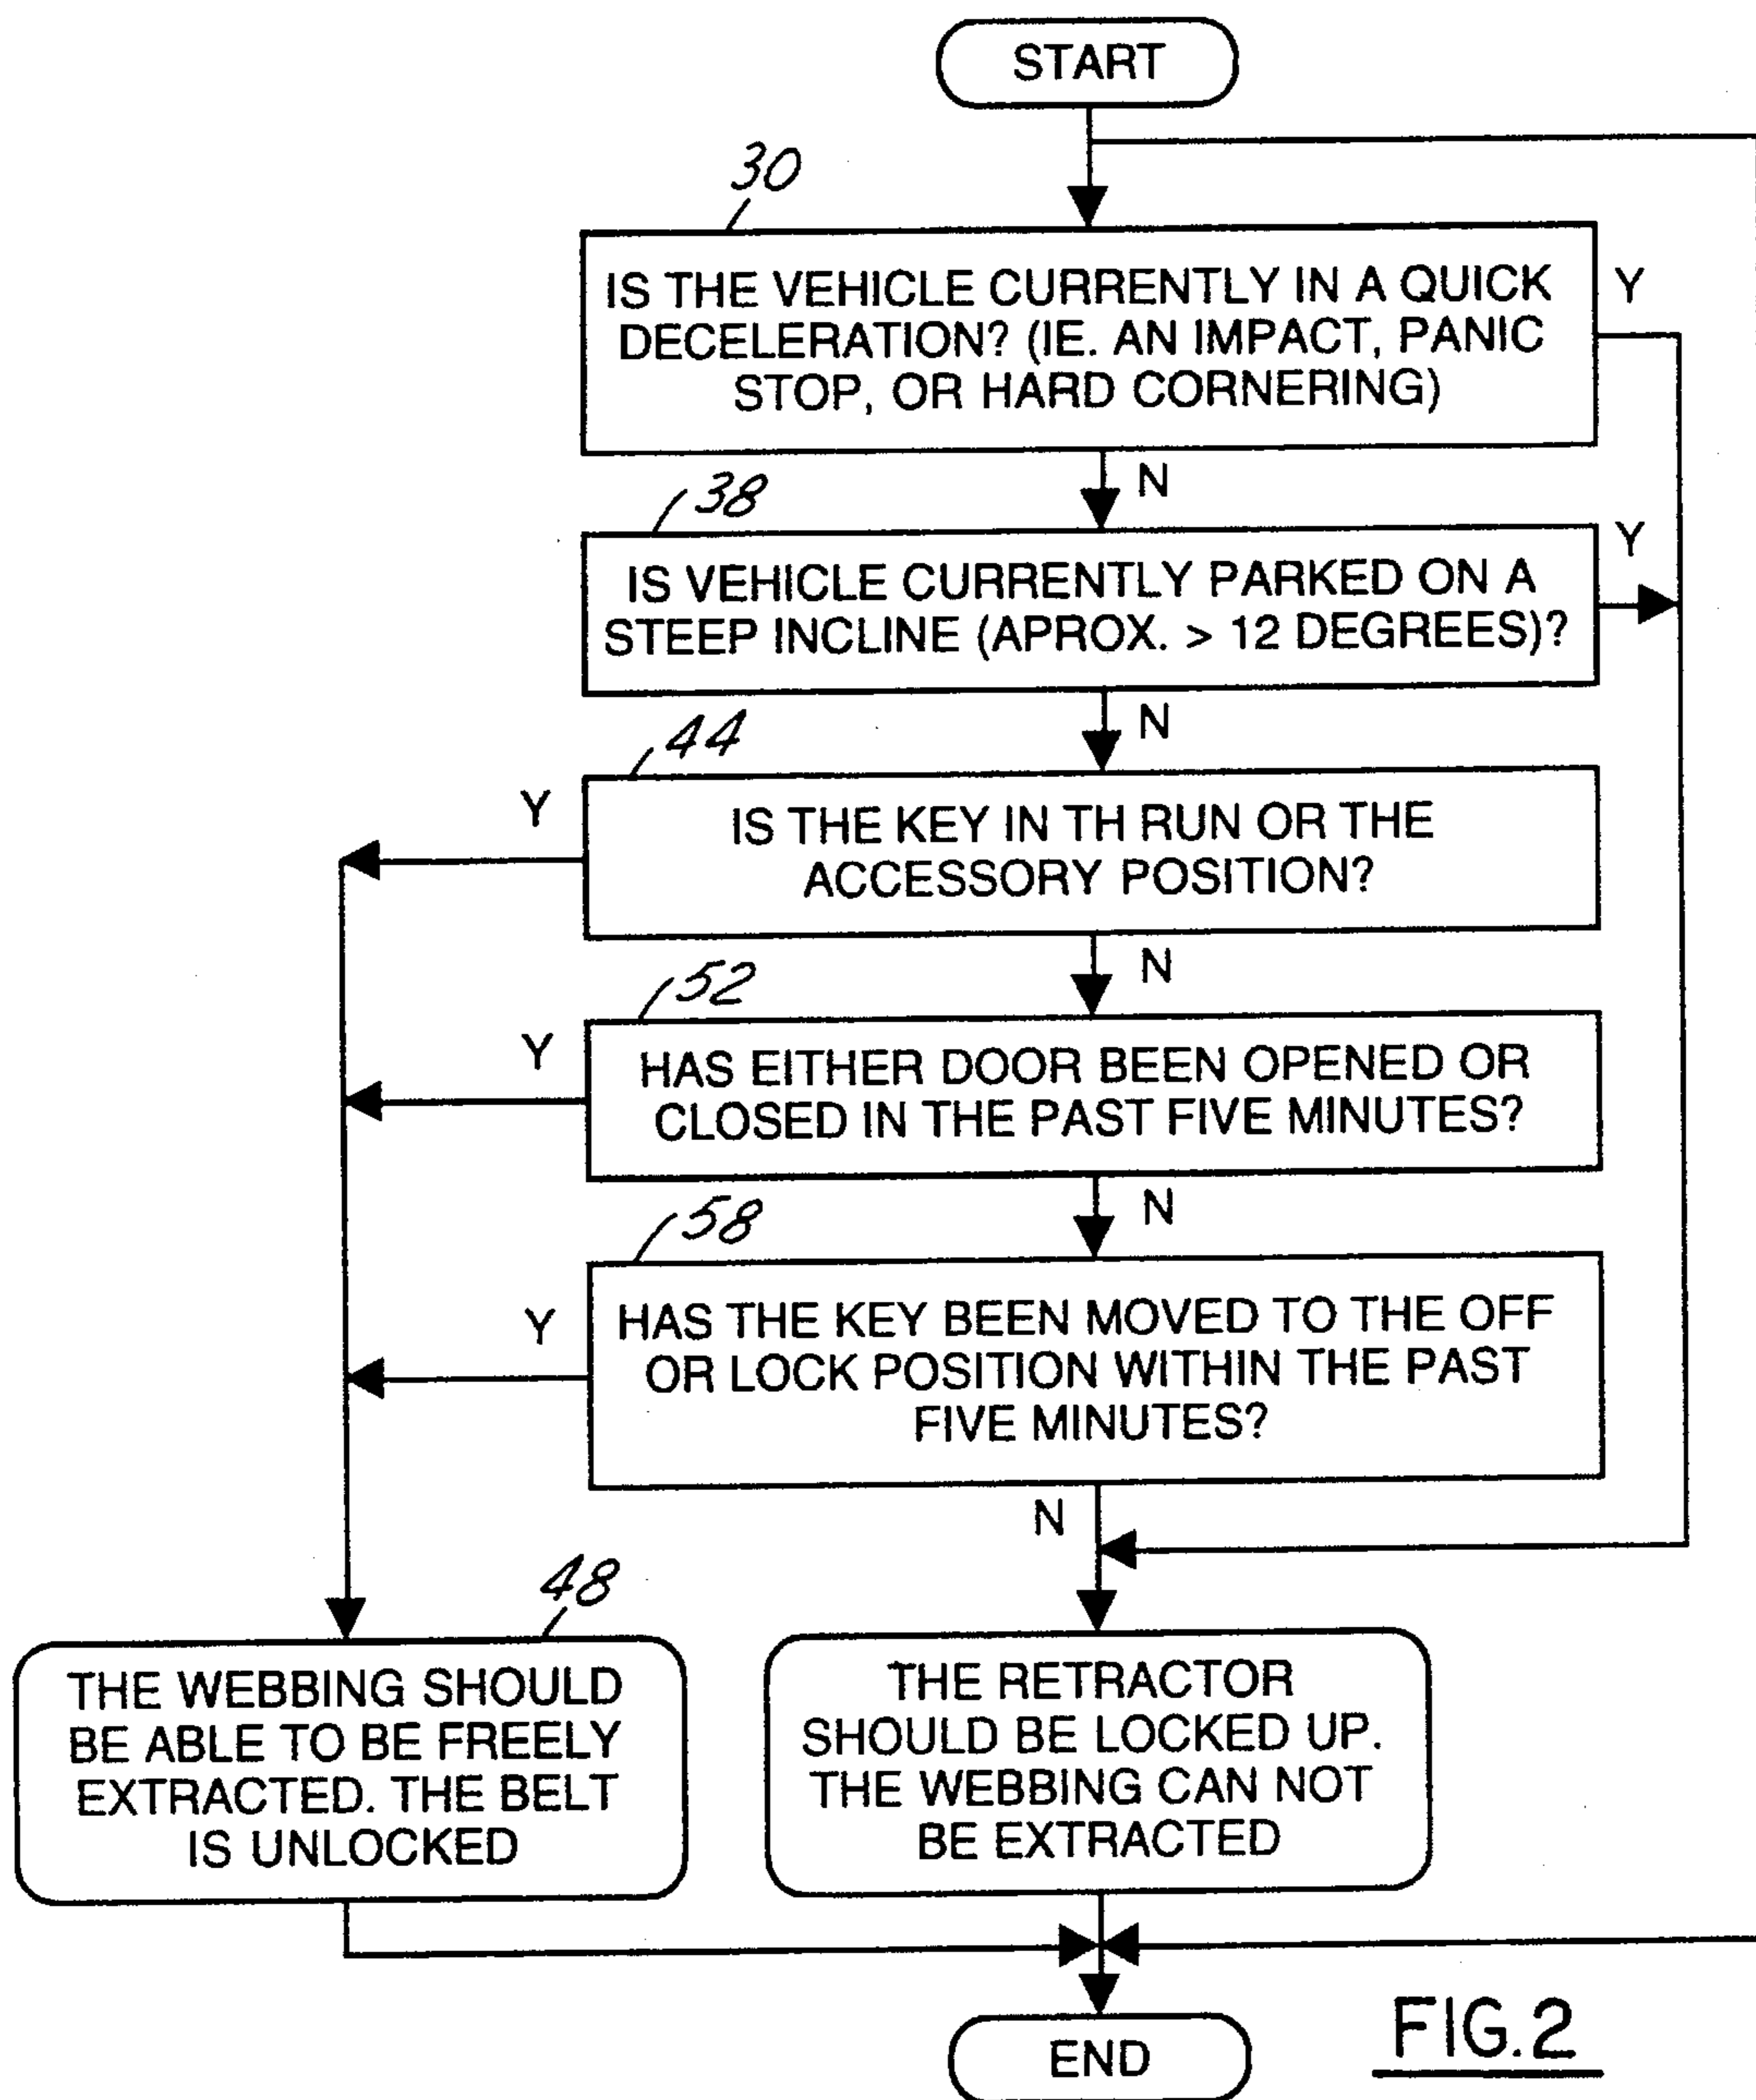 START
30
IS THE VEHICLE CURRENTLY IN A QUICK
DECELERATION? (IE. AN IMPACT, PANIC
STOP, OR HARD CORNERING)
Y
N
38
IS VEHICLE CURRENTLY PARKED ON A
STEEP INCLINE (APROX. > 12 DEGREES)?
Y
N
44
Y
IS THE KEY IN TH RUN OR THE
ACCESSORY POSITION?
N
52
Y
HAS EITHER DOOR BEEN OPENED OR
CLOSED IN THE PAST FIVE MINUTES?
N
58
Y
HAS THE KEY BEEN MOVED TO THE OFF
OR LOCK POSITION WITHIN THE PAST
FIVE MINUTES?
N
48
THE WEBBING SHOULD
BE ABLE TO BE FREELY
EXTRACTED. THE BELT
IS UNLOCKED
THE RETRACTOR
SHOULD BE LOCKED UP.
THE WEBBING CAN NOT
BE EXTRACTED
END
FIG.2